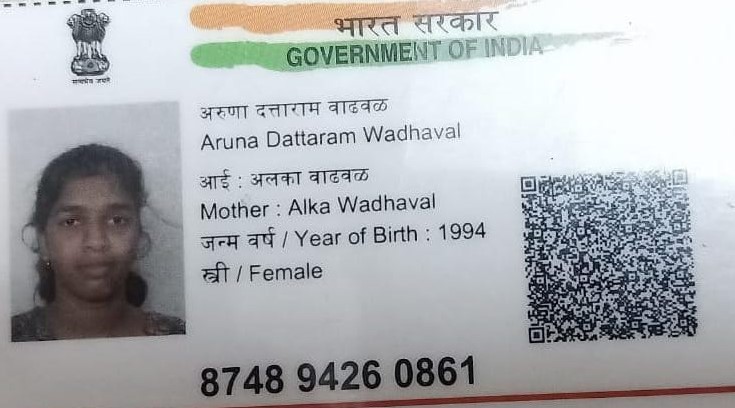 भारत सरकार
GOVERNMENT OF INDIA
सत्यमेव जयते
अरुणा दत्ताराम वाढवळ
Aruna Dattaram Wadhaval
आई : अलका वाढवळ
Mother : Alka Wadhaval
जन्म वर्ष / Year of Birth : 1994
स्त्री / Female
8748 9426 0861